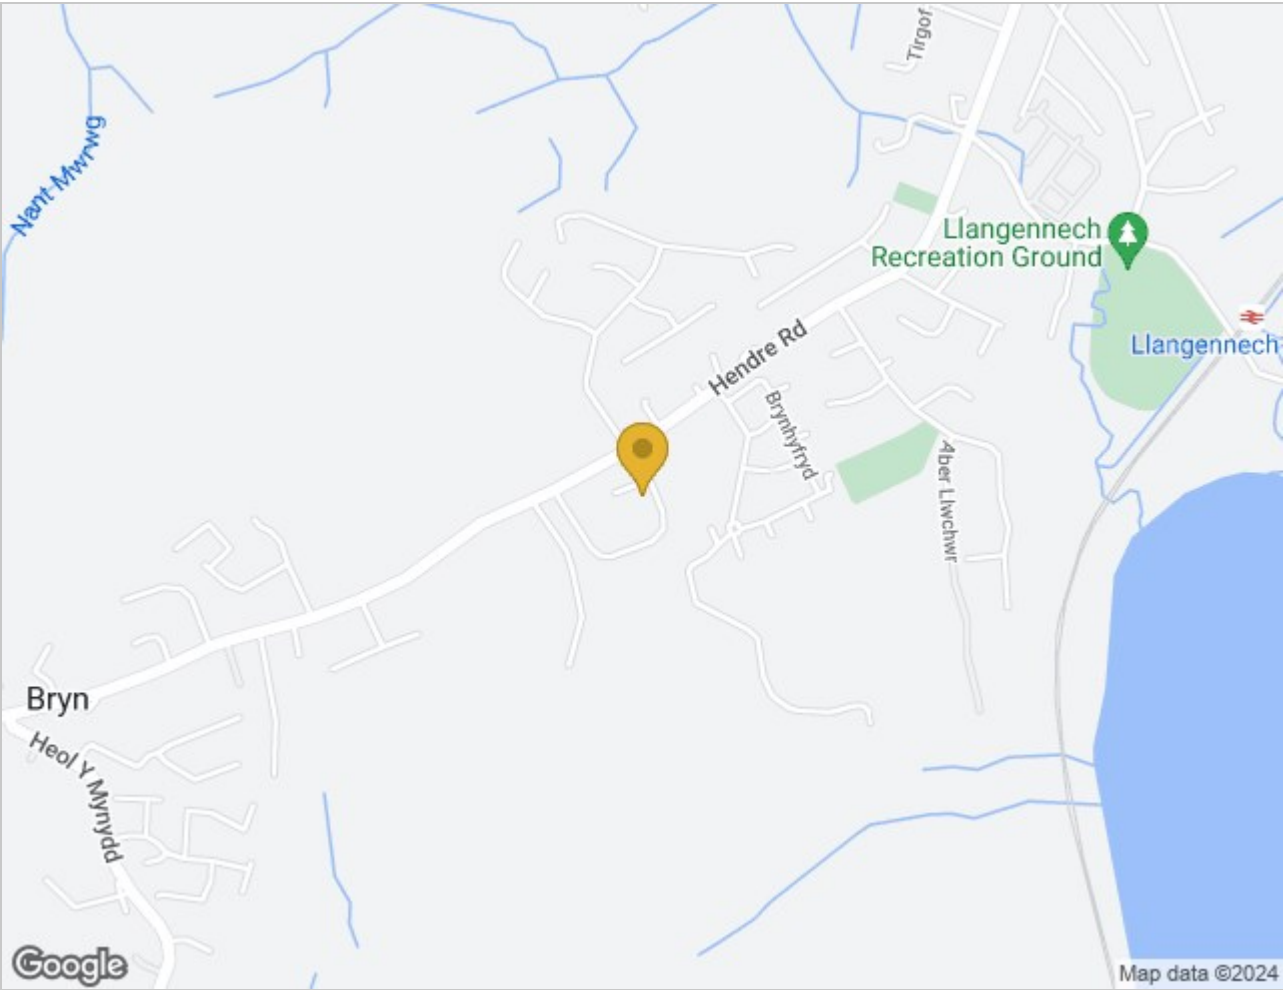 Tirgof
Nant Mwrwg
Llangennech
Recreation Ground
Llangennech
Hendre Rd
Brynhyfryd
Aber Llwchwr
Bryn
Heol Y Mynydd
Google
Map data ©2024